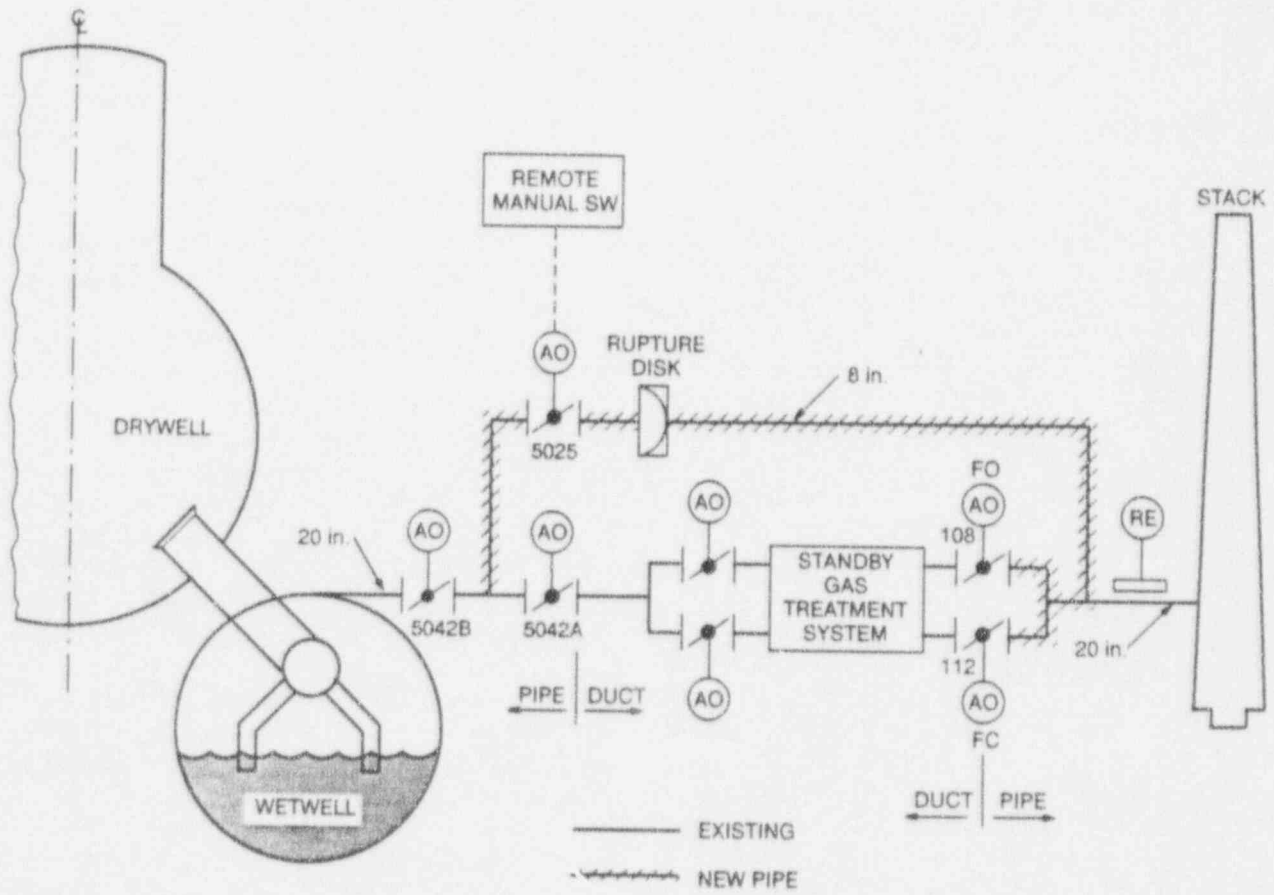 ℄
REMOTE
MANUAL SW
STACK
AO
RUPTURE
DISK
8 in.
DRYWELL
5025
FO
AO
AO
AO
AO
RE
20 in.
108
STANDBY
GAS
TREATMENT
SYSTEM
5042B
5042A
112
20 in.
PIPE
DUCT
AO
AO
FC
WETWELL
DUCT
PIPE
EXISTING
NEW PIPE